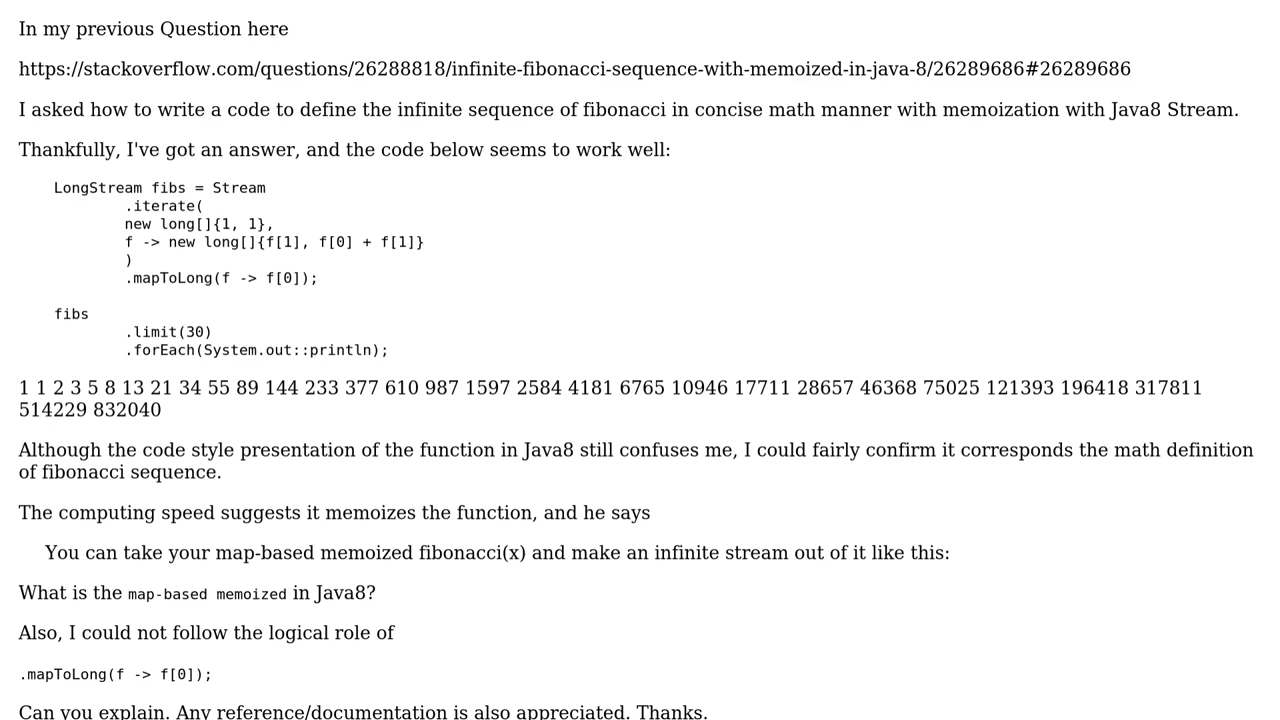 In my previous Question here
https://stackoverflow.com/questions/26288818/infinite-fibonacci-sequence-with-memoized-in-java-8/26289686#26289686
I asked how to write a code to define the infinite sequence of fibonacci in concise math manner with memoization with Java8 Stream.
Thankfully, I've got an answer, and the code below seems to work well:
LongStream fibs = Stream
.iterate(
new long[]{1, 1},
f -> new long[]{f[1], f[0] + f[1]}
)
.mapToLong(f -> f[0]);
fibs
.limit(30)
.forEach(System.out::println);
1 1 2 3 5 8 13 21 34 55 89 144 233 377 610 987 1597 2584 4181 6765 10946 17711 28657 46368 75025 121393 196418 317811
514229 832040
Although the code style presentation of the function in Java8 still confuses me, I could fairly confirm it corresponds the math definition
of fibonacci sequence.
The computing speed suggests it memoizes the function, and he says
You can take your map-based memoized fibonacci(x) and make an infinite stream out of it like this:
What is the map-based memoized in Java8?
Also, I could not follow the logical role of
.mapToLong(f -> f[0]);
Can you explain. Any reference/documentation is also appreciated. Thanks.